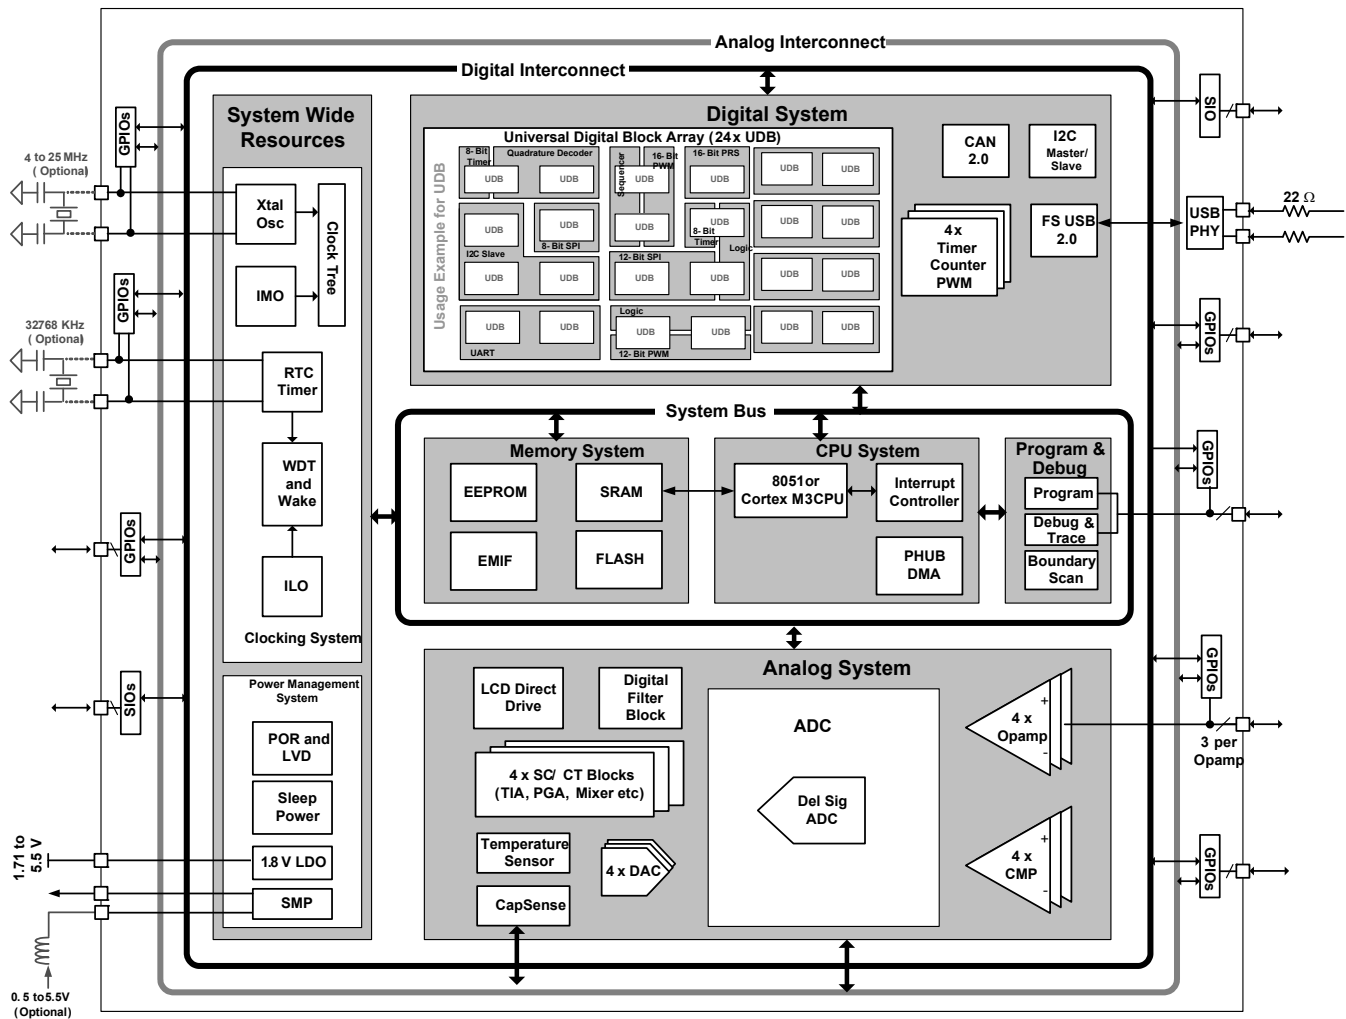 Analog Interconnect
Digital Interconnect
System Wide
Resources
Xtal
Osc
Clock Tree
IMO
RTC
Timer
WDT
and
Wake
ILO
Clocking System
Power Management
System
POR and
LVD
Sleep
Power
1.8 V LDO
SMP
4 to 25 MHz
( Optional)
GPIOs
32768 KHz
( Optional)
GPIOs
GPIOs
SIOs
1.71 to
5.5 V
0. 5 to5.5V
(Optional)
Digital System
Universal Digital Block Array (24x UDB)
Usage Example for UDB
8- Bit
Timer
Quadrature Decoder
Sequencer
16- Bit
PWM
16- Bit PRS
UDB
UDB
UDB
UDB
UDB
UDB
UDB
UDB
UDB
UDB
UDB
UDB
8- Bit
Timer
Logic
I2C Slave
8- Bit SPI
12- Bit SPI
UDB
UDB
UDB
UDB
UDB
UDB
Logic
UDB
UDB
UDB
UDB
UDB
UDB
UART
12- Bit PWM
CAN
2.0
I2C
Master/
Slave
4x
Timer
Counter
PWM
FS USB
2.0
System Bus
Memory System
EEPROM
SRAM
EMIF
FLASH
CPU System
8051or
Cortex M3CPU
Interrupt
Controller
PHUB
DMA
Program &
Debug
Program
Debug &
Trace
Boundary
Scan
Analog System
LCD Direct
Drive
Digital
Filter
Block
4 x SC/ CT Blocks
(TIA, PGA, Mixer etc)
Temperature
Sensor
4 x DAC
CapSense
ADC
Del Sig
ADC
+
4 x
Opamp
-
+
4 x
CMP
-
SIO
USB
PHY
22 Ω
GPIOs
GPIOs
GPIOs
3 per
Opamp
GPIOs